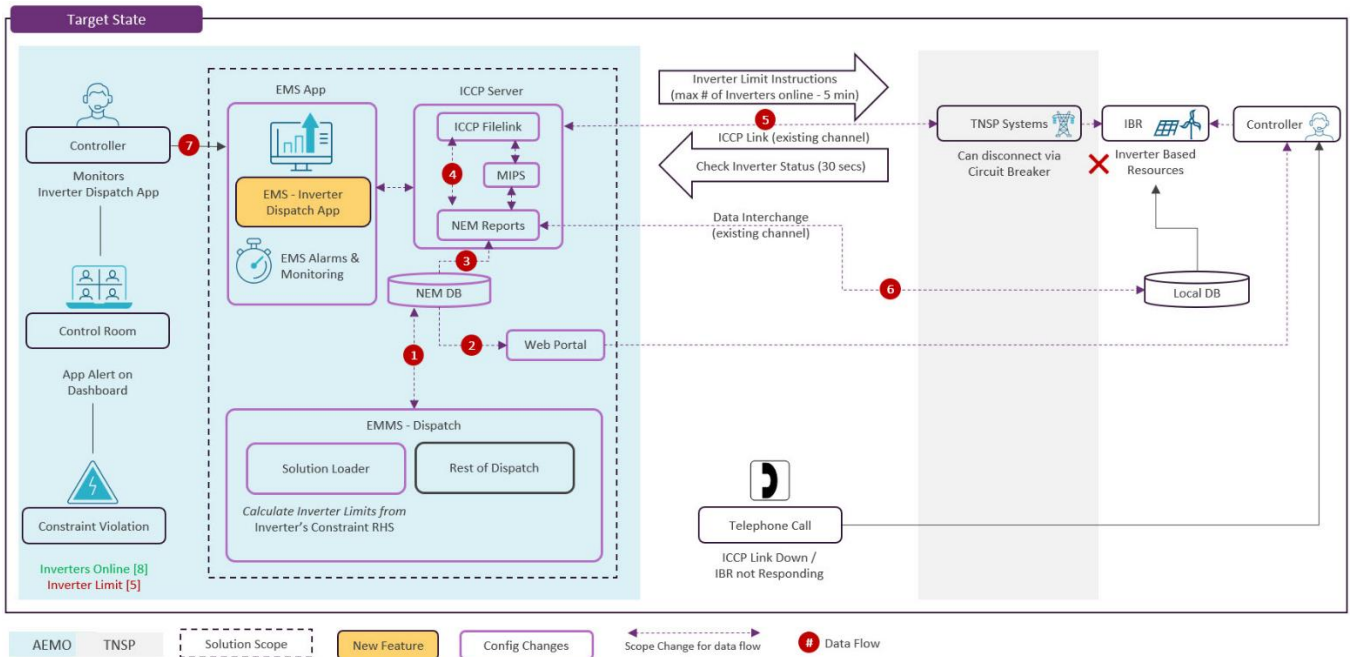 Target State
EMS App
ICCP Server
Inverter Limit Instructions
(max # of Inverters online - 5 min)
Controller
Monitors
Inverter Dispatch App
7
EMS - Inverter
Dispatch App
EMS Alarms &
Monitoring
ICCP Filelink
4
MIPS
NEM Reports
5
ICCP Link (existing channel)
Check Inverter Status (30 secs)
TNSP Systems
Can disconnect via
Circuit Breaker
IBR
Inverter Based
Resources
Controller
Data Interchange
(existing channel)
3
NEM DB
6
Local DB
Control Room
App Alert on
Dashboard
1
2
Web Portal
EMMS - Dispatch
Solution Loader
Rest of Dispatch
Calculate Inverter Limits from
Inverter's Constraint RHS
Constraint Violation
Inverters Online [8]
Inverter Limit [5]
Telephone Call
ICCP Link Down /
IBR not Responding
AEMO
TNSP
Solution Scope
New Feature
Config Changes
Scope Change for data flow
# Data Flow